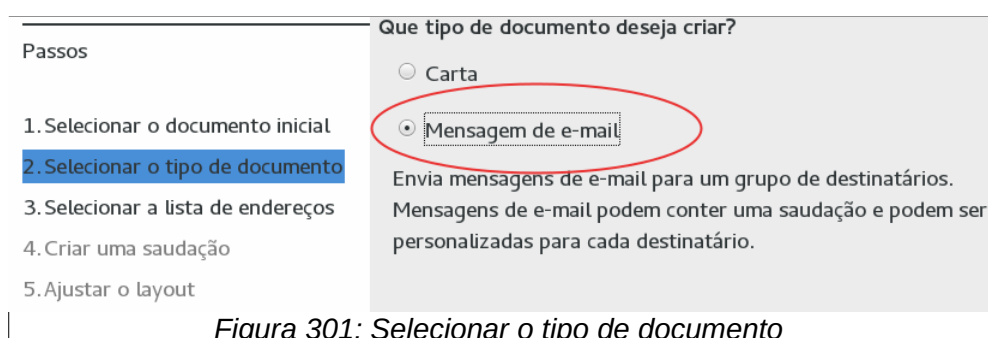 Passos
1. Selecionar o documento inicial
2. Selecionar o tipo de documento
3. Selecionar a lista de endereços
4. Criar uma saudação
5. Ajustar o layout
Que tipo de documento deseja criar?
Carta
Mensagem de e-mail
Envia mensagens de e-mail para um grupo de destinatários.
Mensagens de e-mail podem conter uma saudação e podem ser
personalizadas para cada destinatário.
Figura 301: Selecionar o tipo de documento